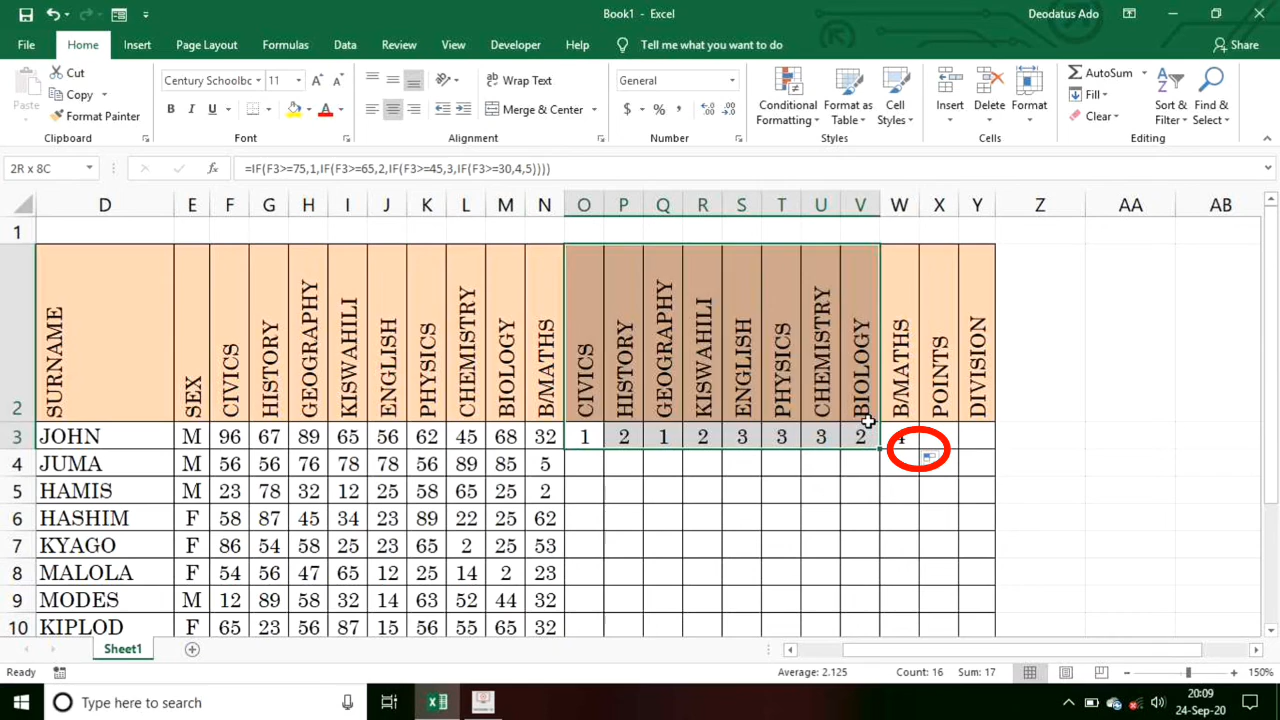 Book1 - Excel
Deodatus Ado
File Home Insert Page Layout Formulas Data Review View Developer Help Tell me what you want to do Share
Paste
Cut
Copy
Format Painter
Clipboard
Century Schoolbc 11 A A
B I U A
Font
ab
Wrap Text
Merge & Center
Alignment
General
$ % , .0 .00 .00 .0
Number
Conditional Formatting
Format as Table
Cell Styles
Styles
Insert Delete Format
Cells
AutoSum
Fill
Clear
Sort & Filter
Find & Select
Editing
2R x 8C fx =IF(F3>=75,1,IF(F3>=65,2,IF(F3>=45,3,IF(F3>=30,4,5))))
D E F G H I J K L M N O P Q R S T U V W X Y Z AA AB
1
2 SURNAME SEX CIVICS HISTORY GEOGRAPHY KISWAHILI ENGLISH PHYSICS CHEMISTRY BIOLOGY B/MATHS CIVICS HISTORY GEOGRAPHY KISWAHILI ENGLISH PHYSICS CHEMISTRY BIOLOGY B/MATHS POINTS DIVISION
3 JOHN M 96 67 89 65 56 62 45 68 32 1 2 1 2 3 3 3 2 4
4 JUMA M 56 56 76 78 78 56 89 85 5
5 HAMIS M 23 78 32 12 25 58 65 25 2
6 HASHIM F 58 87 45 34 23 89 22 25 62
7 KYAGO F 86 54 58 25 23 65 2 25 53
8 MALOLA F 54 56 47 65 12 25 14 2 23
9 MODES M 12 89 58 32 14 63 52 44 32
10 KIPLOD F 65 23 56 87 15 56 55 65 32
Sheet1
Ready Average: 2.125 Count: 16 Sum: 17 150%
Type here to search
20:09
24-Sep-20